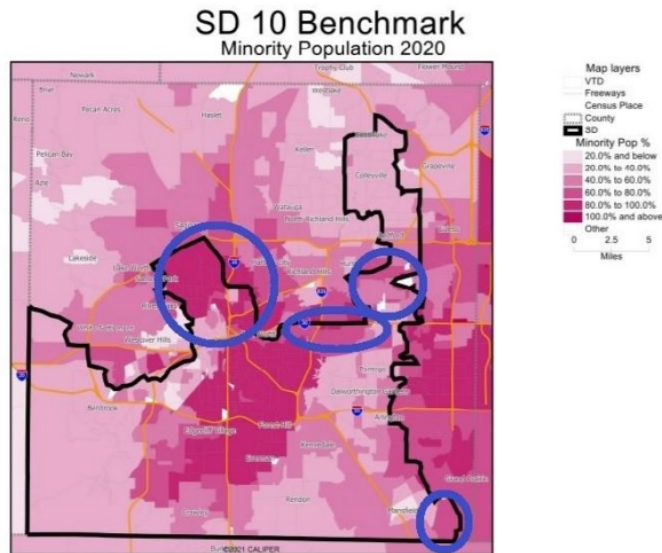 SD 10 Benchmark
Minority Population 2020
Map layers
VTD
Freeways
Census Place
County
SD
Minority Pop %
20.0% and below
20.0% to 40.0%
40.0% to 60.0%
60.0% to 80.0%
80.0% to 100.0%
100.0% and above
Other
0 2.5 5
Miles
Newark
Trophy Club
Flower Mound
Briar
Pecan Acres
Haslet
Westlake
Keller
Colleyville
Grapevine
Pelican Bay
Azle
Watauga
North Richland Hills
Lakeside
Richland Hills
White Settlement
Westover Hills
Pantego
Dalworthington Gardens
Arlington
Benbrook
Edgecliff Village
Forest Hill
Kennedale
Everman
Grand Prairie
Rendon
Mansfield
Crowley
©2021 CALIPER